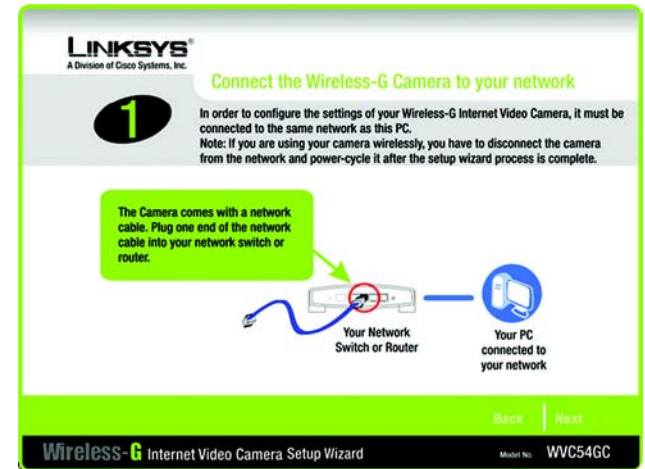 LINKSYS®
A Division of Cisco Systems, Inc.
Connect the Wireless-G Camera to your network
1
In order to configure the settings of your Wireless-G Internet Video Camera, it must be
connected to the same network as this PC.
Note: If you are using your camera wirelessly, you have to disconnect the camera
from the network and power-cycle it after the setup wizard process is complete.
The Camera comes with a network
cable. Plug one end of the network
cable into your network switch or
router.
Your Network
Switch or Router
Your PC
connected to
your network
Back
Next
Wireless-G Internet Video Camera Setup Wizard
Model No WVC54GC